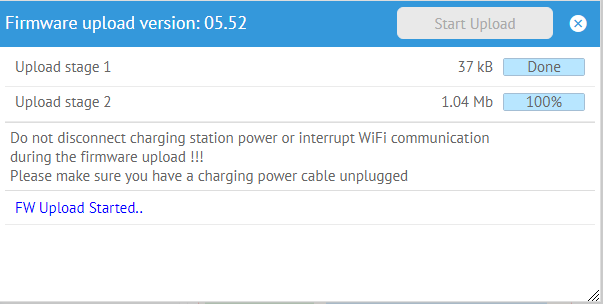 Firmware upload version: 05.52 Start Upload
Upload stage 1 37 kB Done
Upload stage 2 1.04 Mb 100%
Do not disconnect charging station power or interrupt WiFi communication
during the firmware upload !!!
Please make sure you have a charging power cable unplugged
FW Upload Started..